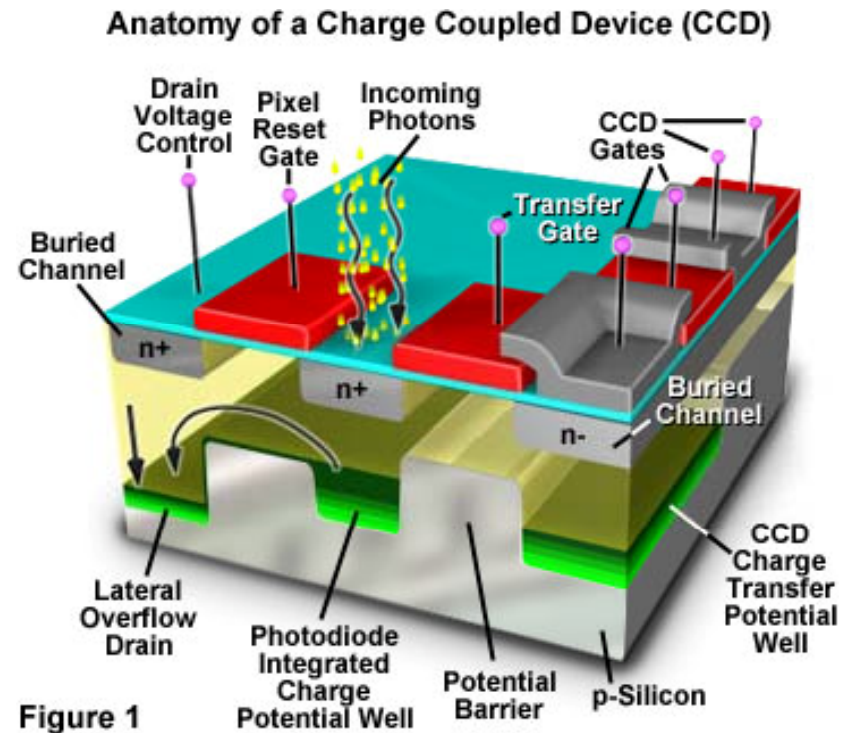 Anatomy of a Charge Coupled Device (CCD)
Drain
Voltage
Control
Pixel
Reset
Gate
Incoming
Photons
CCD
Gates
Transfer
Gate
Buried
Channel
n+
n+
n-
Buried
Channel
Lateral
Overflow
Drain
Photodiode
Integrated
Charge
Potential Well
Potential
Barrier
p-Silicon
CCD
Charge
Transfer
Potential
Well
Figure 1